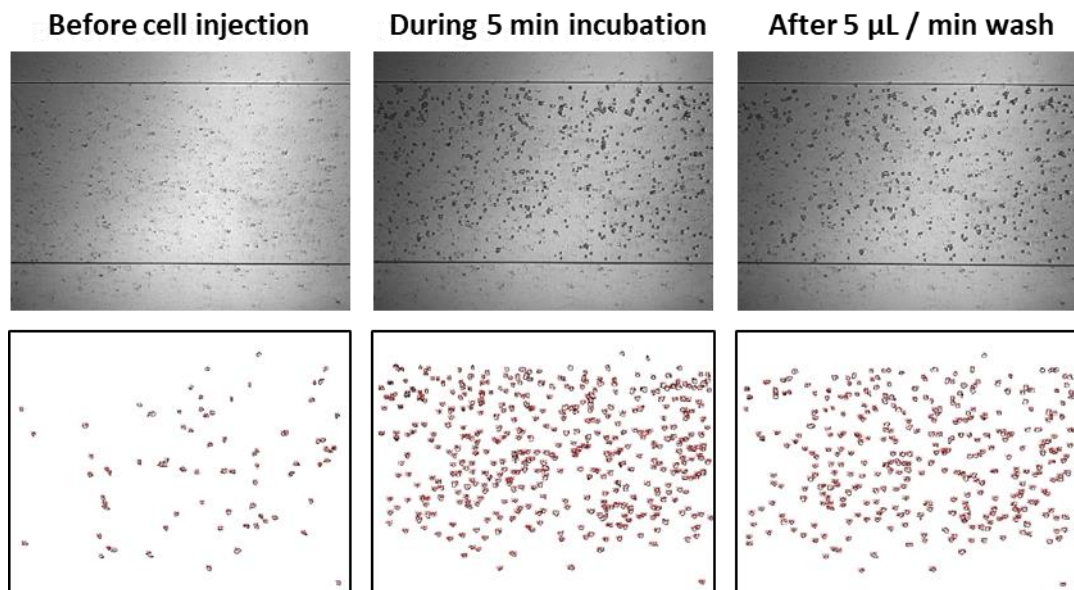 Before cell injection
During 5 min incubation
After 5 µL / min wash